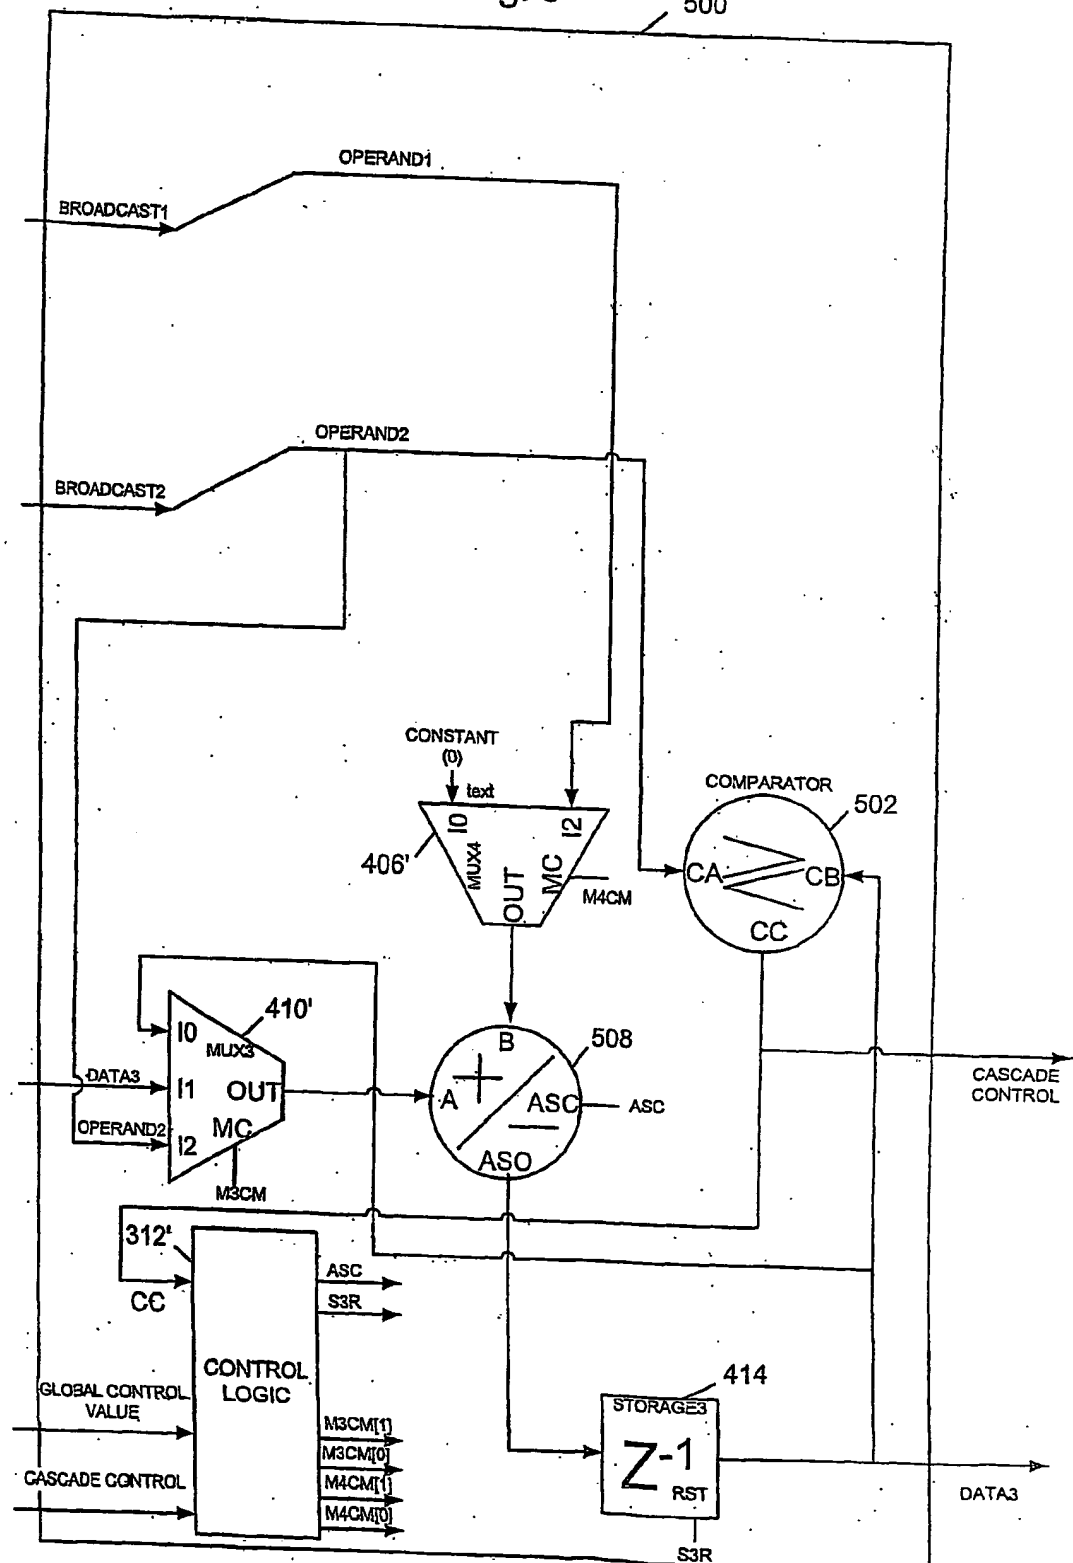 500
OPERAND1
BROADCAST1
OPERAND2
BROADCAST2
CONSTANT
(0)
text
I0
I2
MUX4
OUT
MC
406'
M4CM
COMPARATOR
502
CA
CB
CC
410'
I0
MUX3
DATA3
I1
OUT
OPERAND2
I2
MC
M3CM
508
B
A
ASC
ASC
ASO
CASCADE
CONTROL
312'
CC
ASC
S3R
CONTROL
LOGIC
GLOBAL CONTROL
VALUE
M3CM[1]
M3CM[0]
CASCADE CONTROL
M4CM[1]
M4CM[0]
414
STORAGE3
Z-1
RST
S3R
DATA3